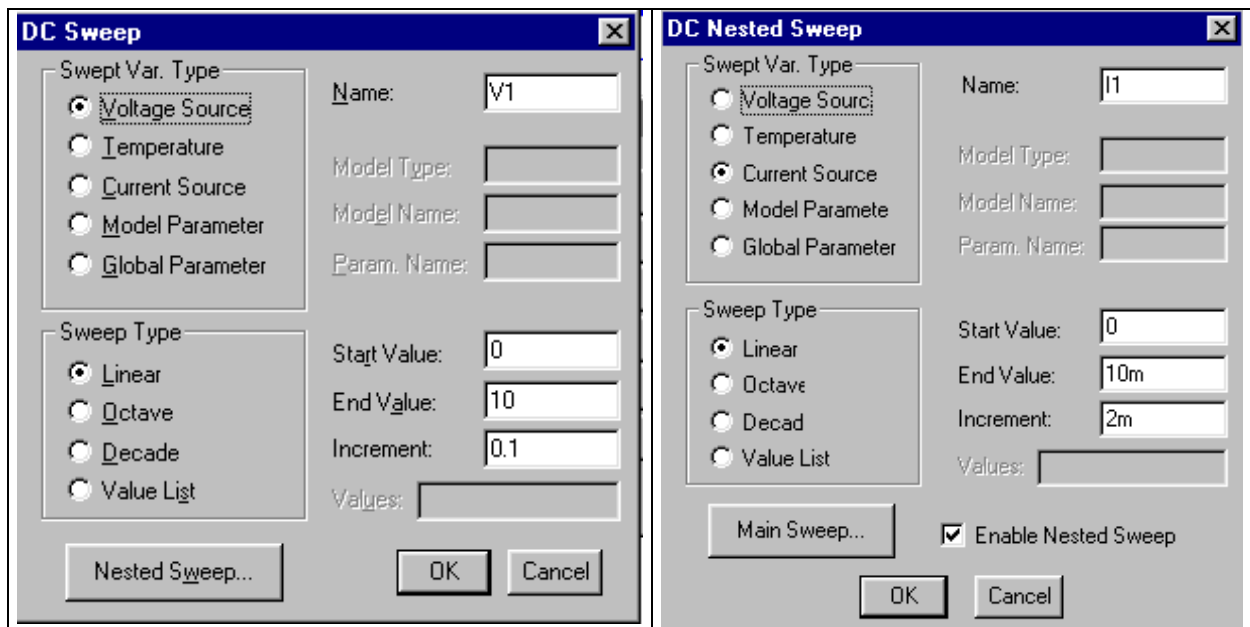 DC Sweep
Swept Var. Type
Voltage Source
Temperature
Current Source
Model Parameter
Global Parameter
Name: V1
Model Type:
Model Name:
Param. Name:
Sweep Type
Linear
Octave
Decade
Value List
Start Value: 0
End Value: 10
Increment: 0.1
Values:
Nested Sweep...
OK
Cancel
DC Nested Sweep
Swept Var. Type
Voltage Sourc
Temperature
Current Source
Model Paramete
Global Parameter
Name: I1
Model Type:
Model Name:
Param. Name:
Sweep Type
Linear
Octave
Decad
Value List
Start Value: 0
End Value: 10m
Increment: 2m
Values:
Main Sweep...
Enable Nested Sweep
OK
Cancel